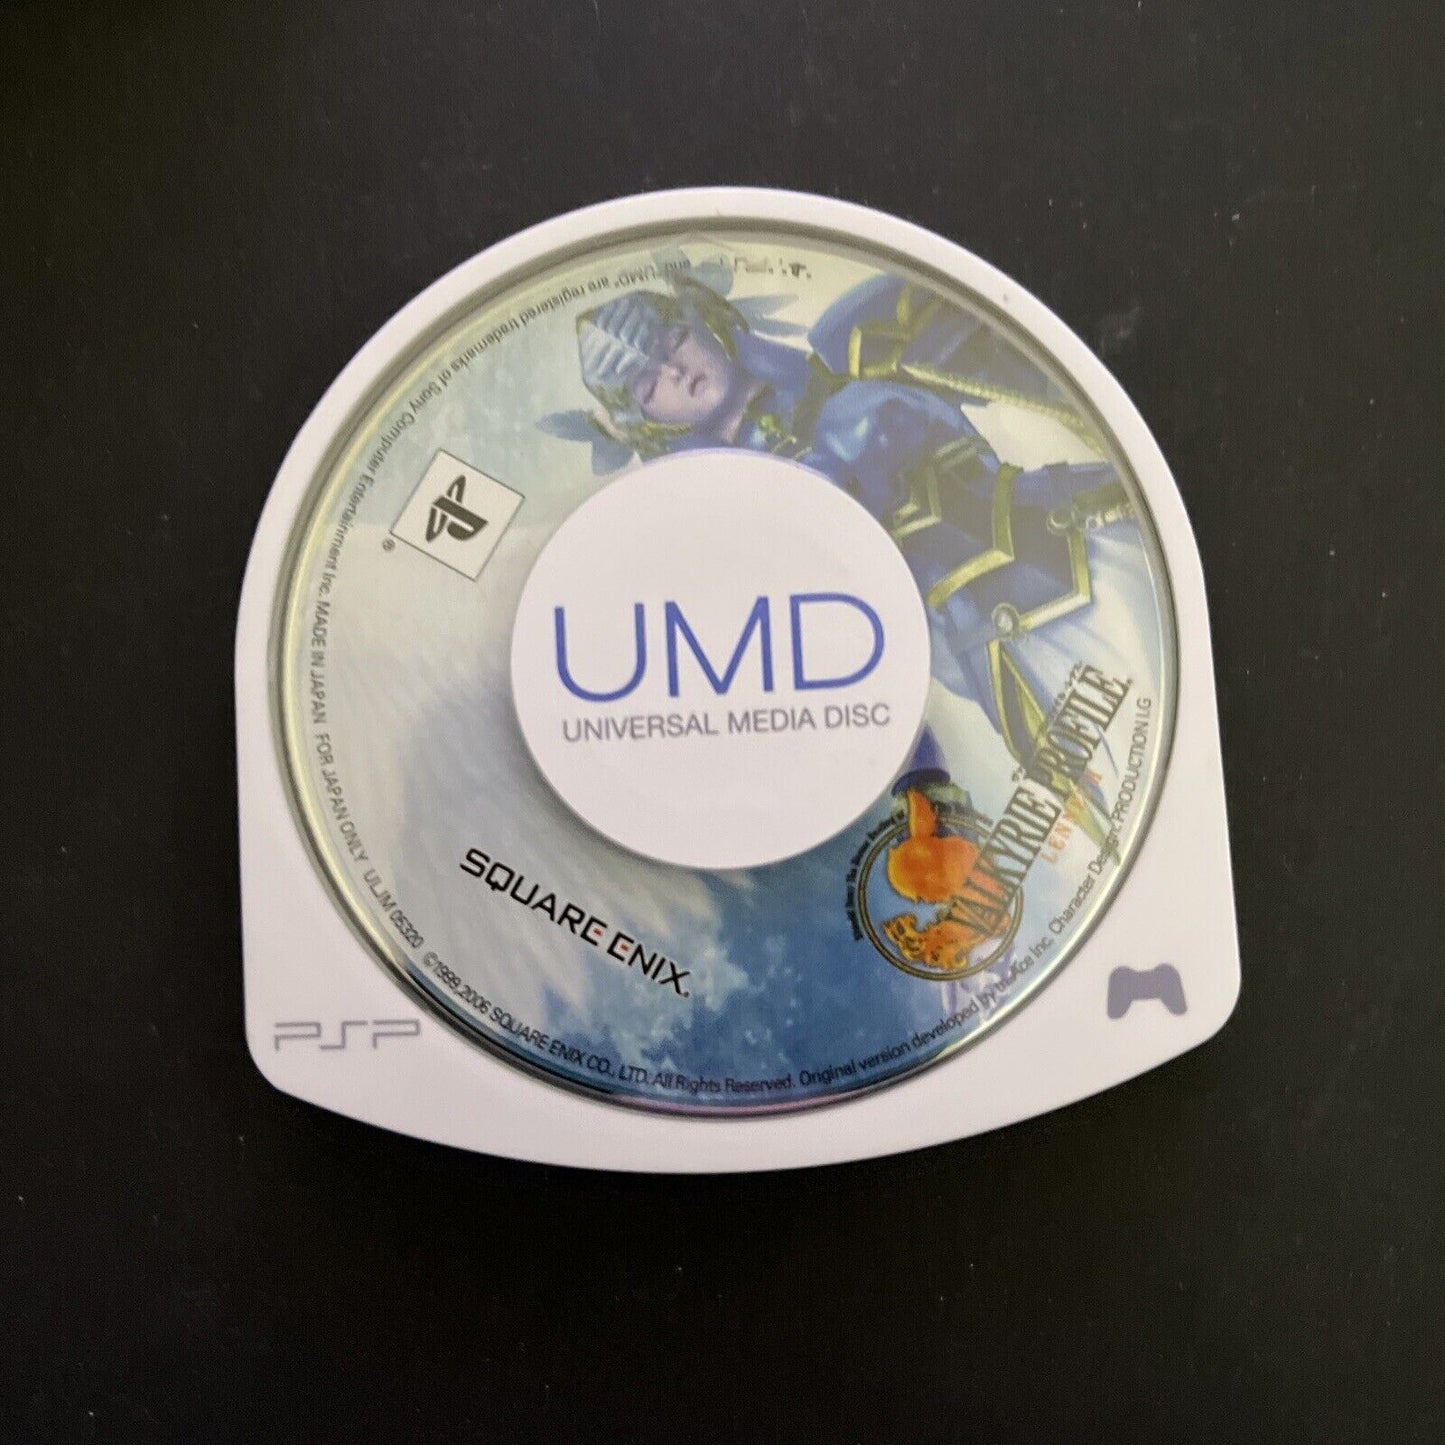 UMD
UNIVERSAL MEDIA DISC
VALKYRIE PROFILE
SQUARE ENIX
PSP
and "UMD" are registered trademarks of Sony Computer Entertainment Inc. MADE IN JAPAN FOR JAPAN ONLY ULJM 05320 ©1999,2006 SQUARE ENIX CO., LTD. All Rights Reserved. Original version developed by tri-Ace Inc. Character Design: PRODUCTION I.G
®